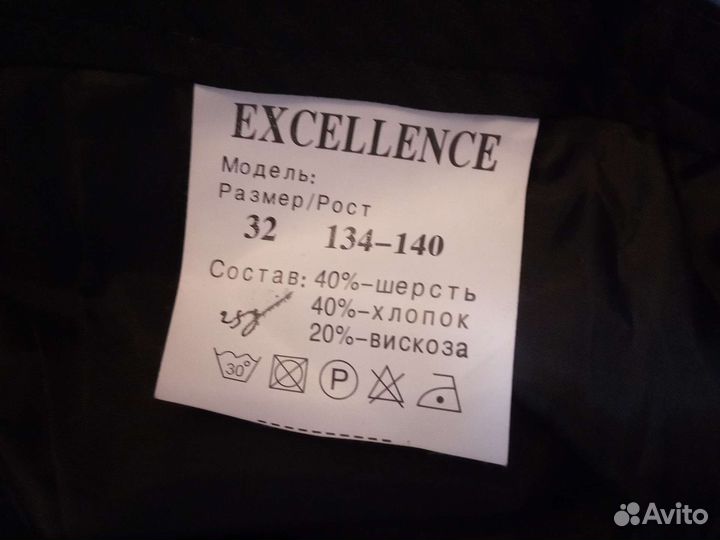 EXCELLENCE
Модель:
Размер/Рост
32 134-140
Состав: 40%-шерсть
40%-хлопок
20%-вискоза
30°
P
Avito